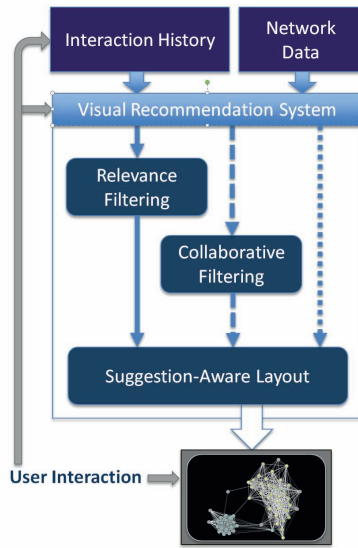 Interaction History
Network
Data
Visual Recommendation System
Relevance
Filtering
Collaborative
Filtering
Suggestion-Aware Layout
User Interaction